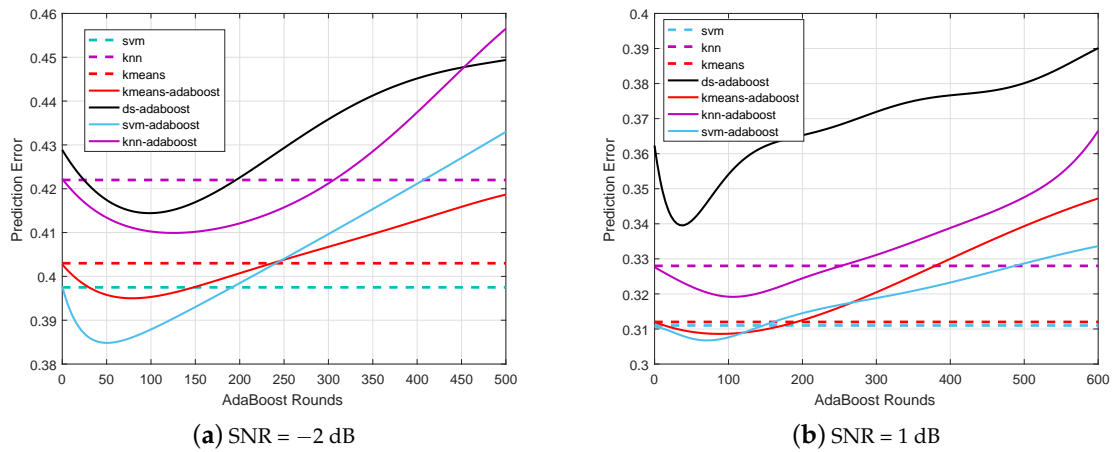 0.46
0.45
0.44
0.43
0.42
0.41
0.4
0.39
0.38
Prediction Error
svm
knn
kmeans
kmeans-adaboost
ds-adaboost
svm-adaboost
knn-adaboost
0 50 100 150 200 250 300 350 400 450 500
AdaBoost Rounds
(a) SNR = −2 dB
0.4
0.39
0.38
0.37
0.36
0.35
0.34
0.33
0.32
0.31
0.3
Prediction Error
svm
knn
kmeans
ds-adaboost
kmeans-adaboost
knn-adaboost
svm-adaboost
0 100 200 300 400 500 600
AdaBoost Rounds
(b) SNR = 1 dB